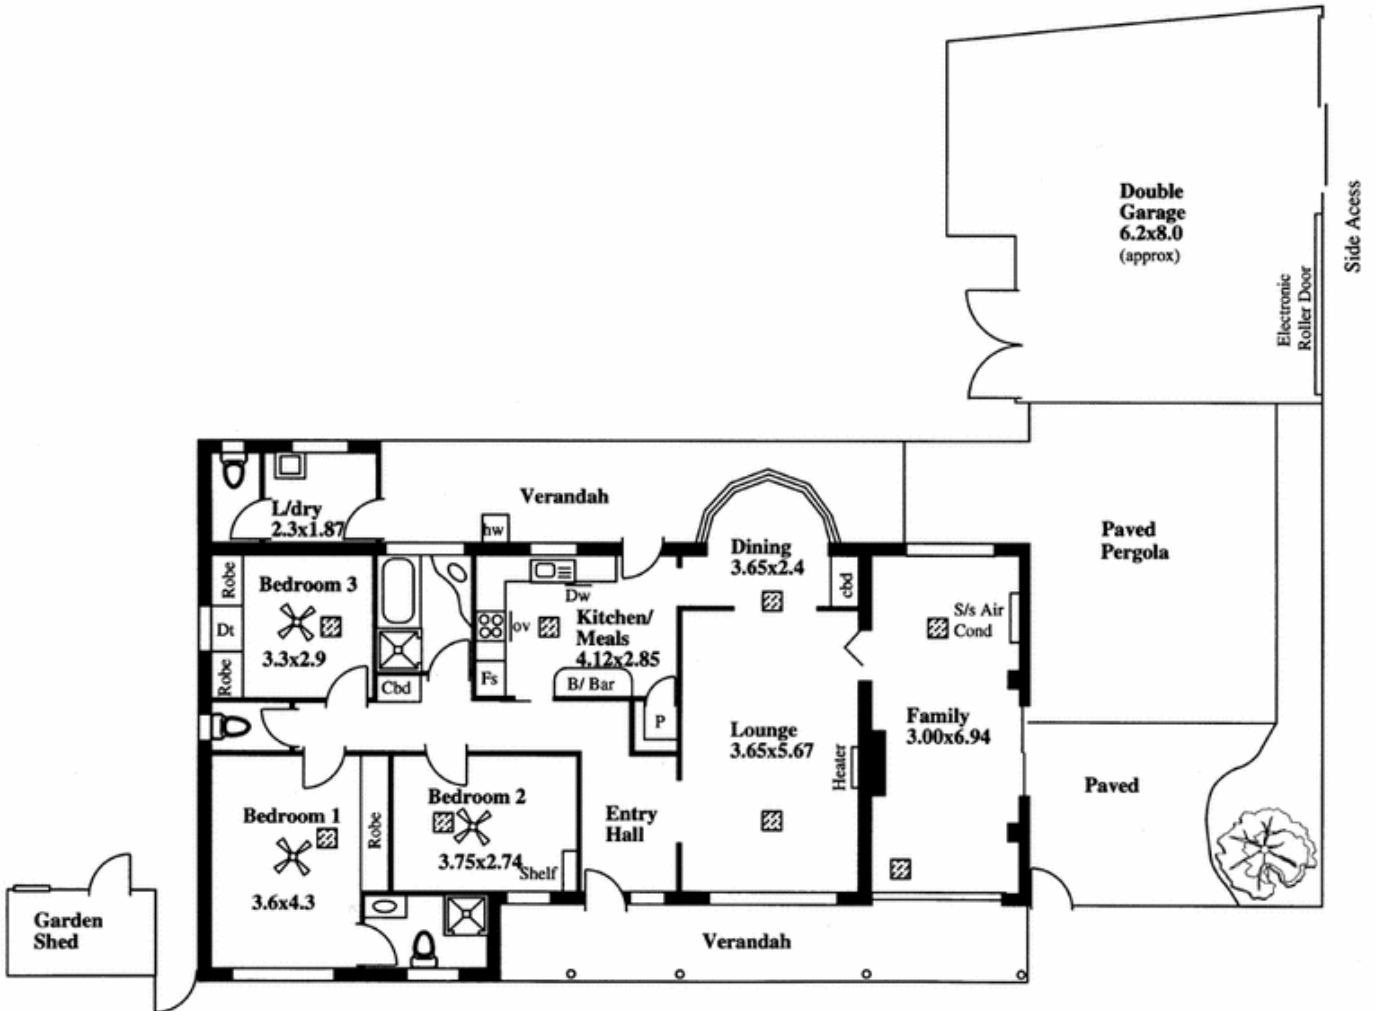 Double
Garage
6.2x8.0
(approx)
Side Acess
Electronic
Roller Door
Verandah
L/dry
2.3x1.87
hw
Dining
3.65x2.4
cbd
Paved
Pergola
Robe
Bedroom 3
Dt
3.3x2.9
Robe
Dw
ov
Kitchen/
Meals
4.12x2.85
S/s Air
Cond
Cbd
Fs
B/ Bar
P
Lounge
3.65x5.67
Family
3.00x6.94
Heater
Paved
Bedroom 1
Robe
Bedroom 2
Entry
Hall
3.75x2.74
Shelf
3.6x4.3
Garden
Shed
Verandah